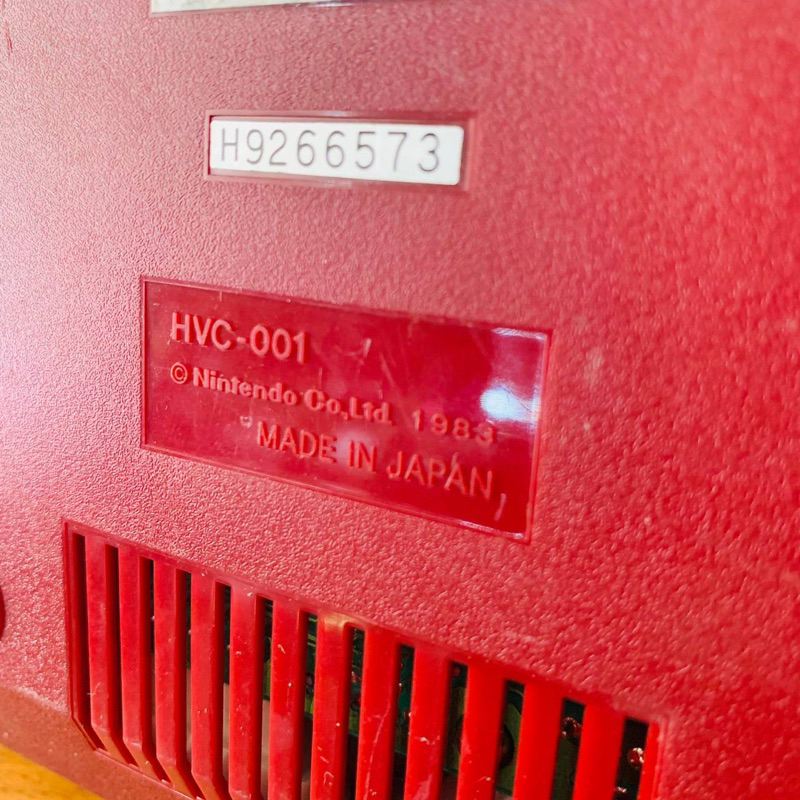 H9266573
HVC-001
© Nintendo Co.,Ltd. 1983
MADE IN JAPAN